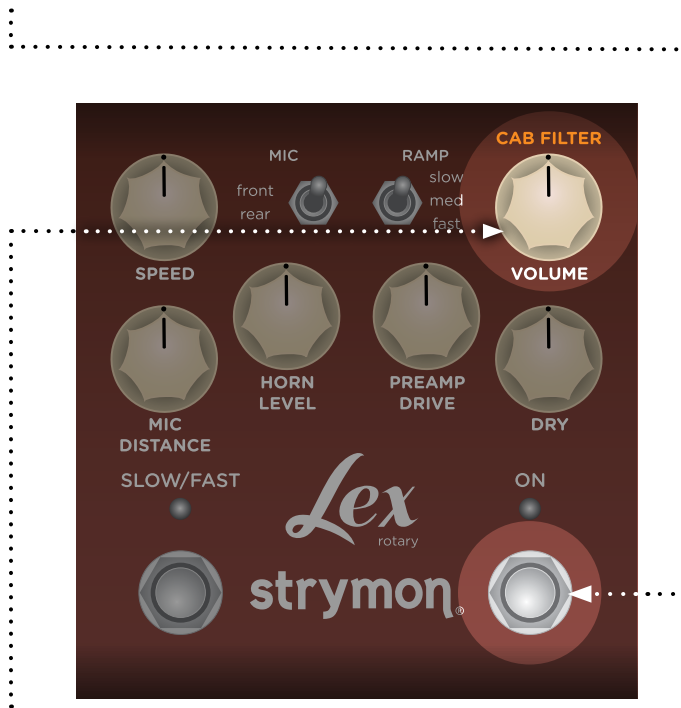 CAB FILTER
MIC
RAMP
front
rear
slow
med
fast
SPEED
VOLUME
HORN
LEVEL
PREAMP
DRIVE
MIC
DISTANCE
DRY
SLOW/FAST
ON
Lex
rotary
strymon®